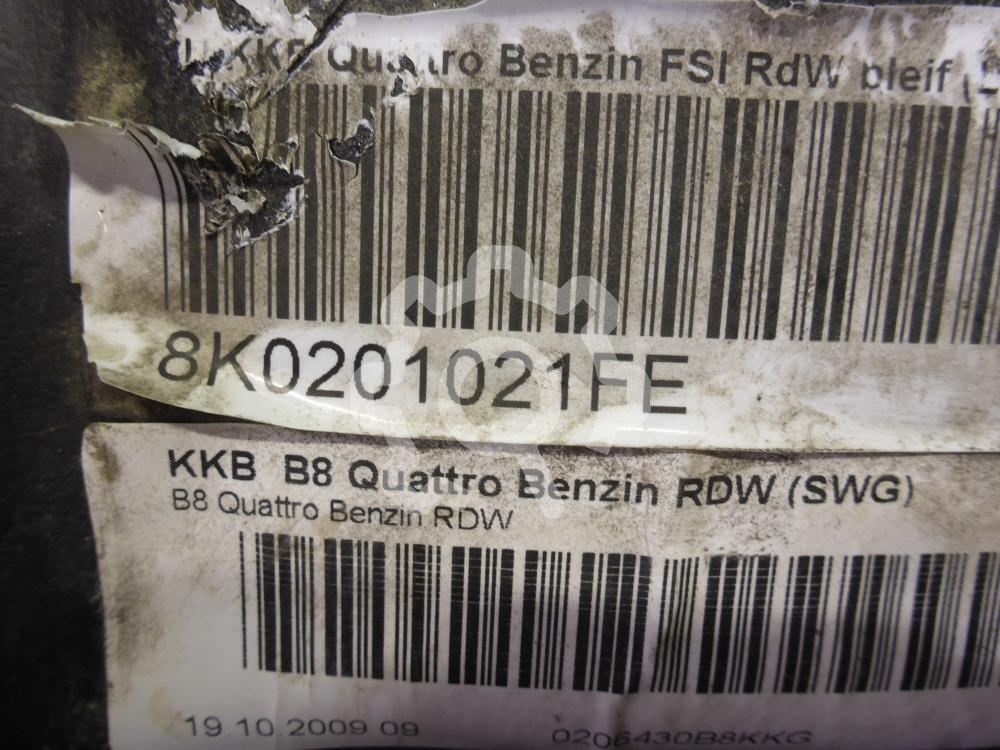 KKB Quattro Benzin FSI RdW bleif
8K0201021FE
KKB B8 Quattro Benzin RDW (SWG)
B8 Quattro Benzin RDW
19.10.2009 09
0206430B8KKG